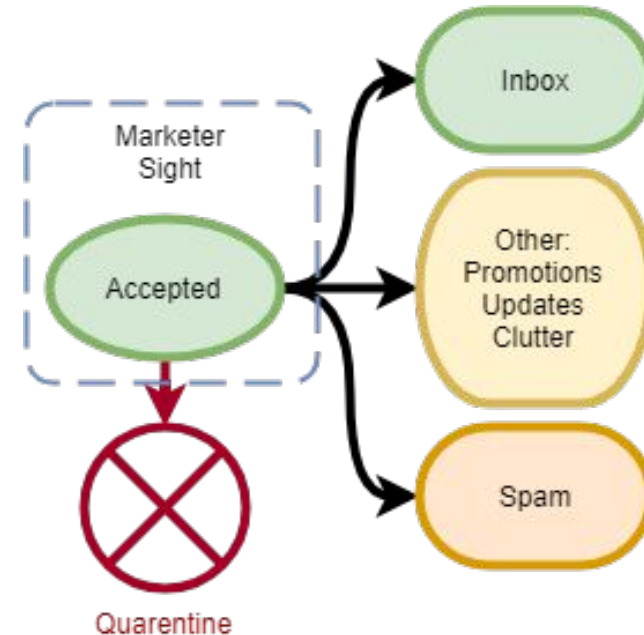 Marketer
Sight
Accepted
Inbox
Other:
Promotions
Updates
Clutter
Spam
Quarentine